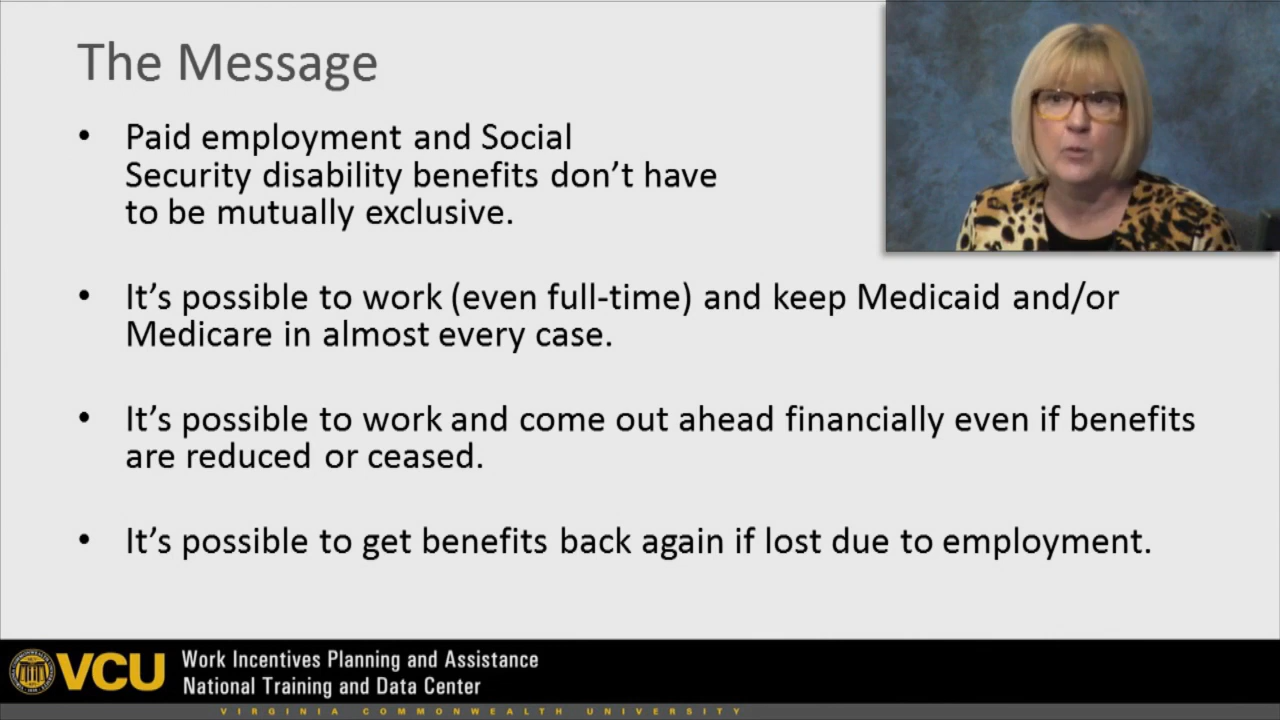 The Message
• Paid employment and Social
Security disability benefits don’t have
to be mutually exclusive.
• It’s possible to work (even full-time) and keep Medicaid and/or
Medicare in almost every case.
• It’s possible to work and come out ahead financially even if benefits
are reduced or ceased.
• It’s possible to get benefits back again if lost due to employment.
VCU
Work Incentives Planning and Assistance
National Training and Data Center
VIRGINIA COMMONWEALTH UNIVERSITY